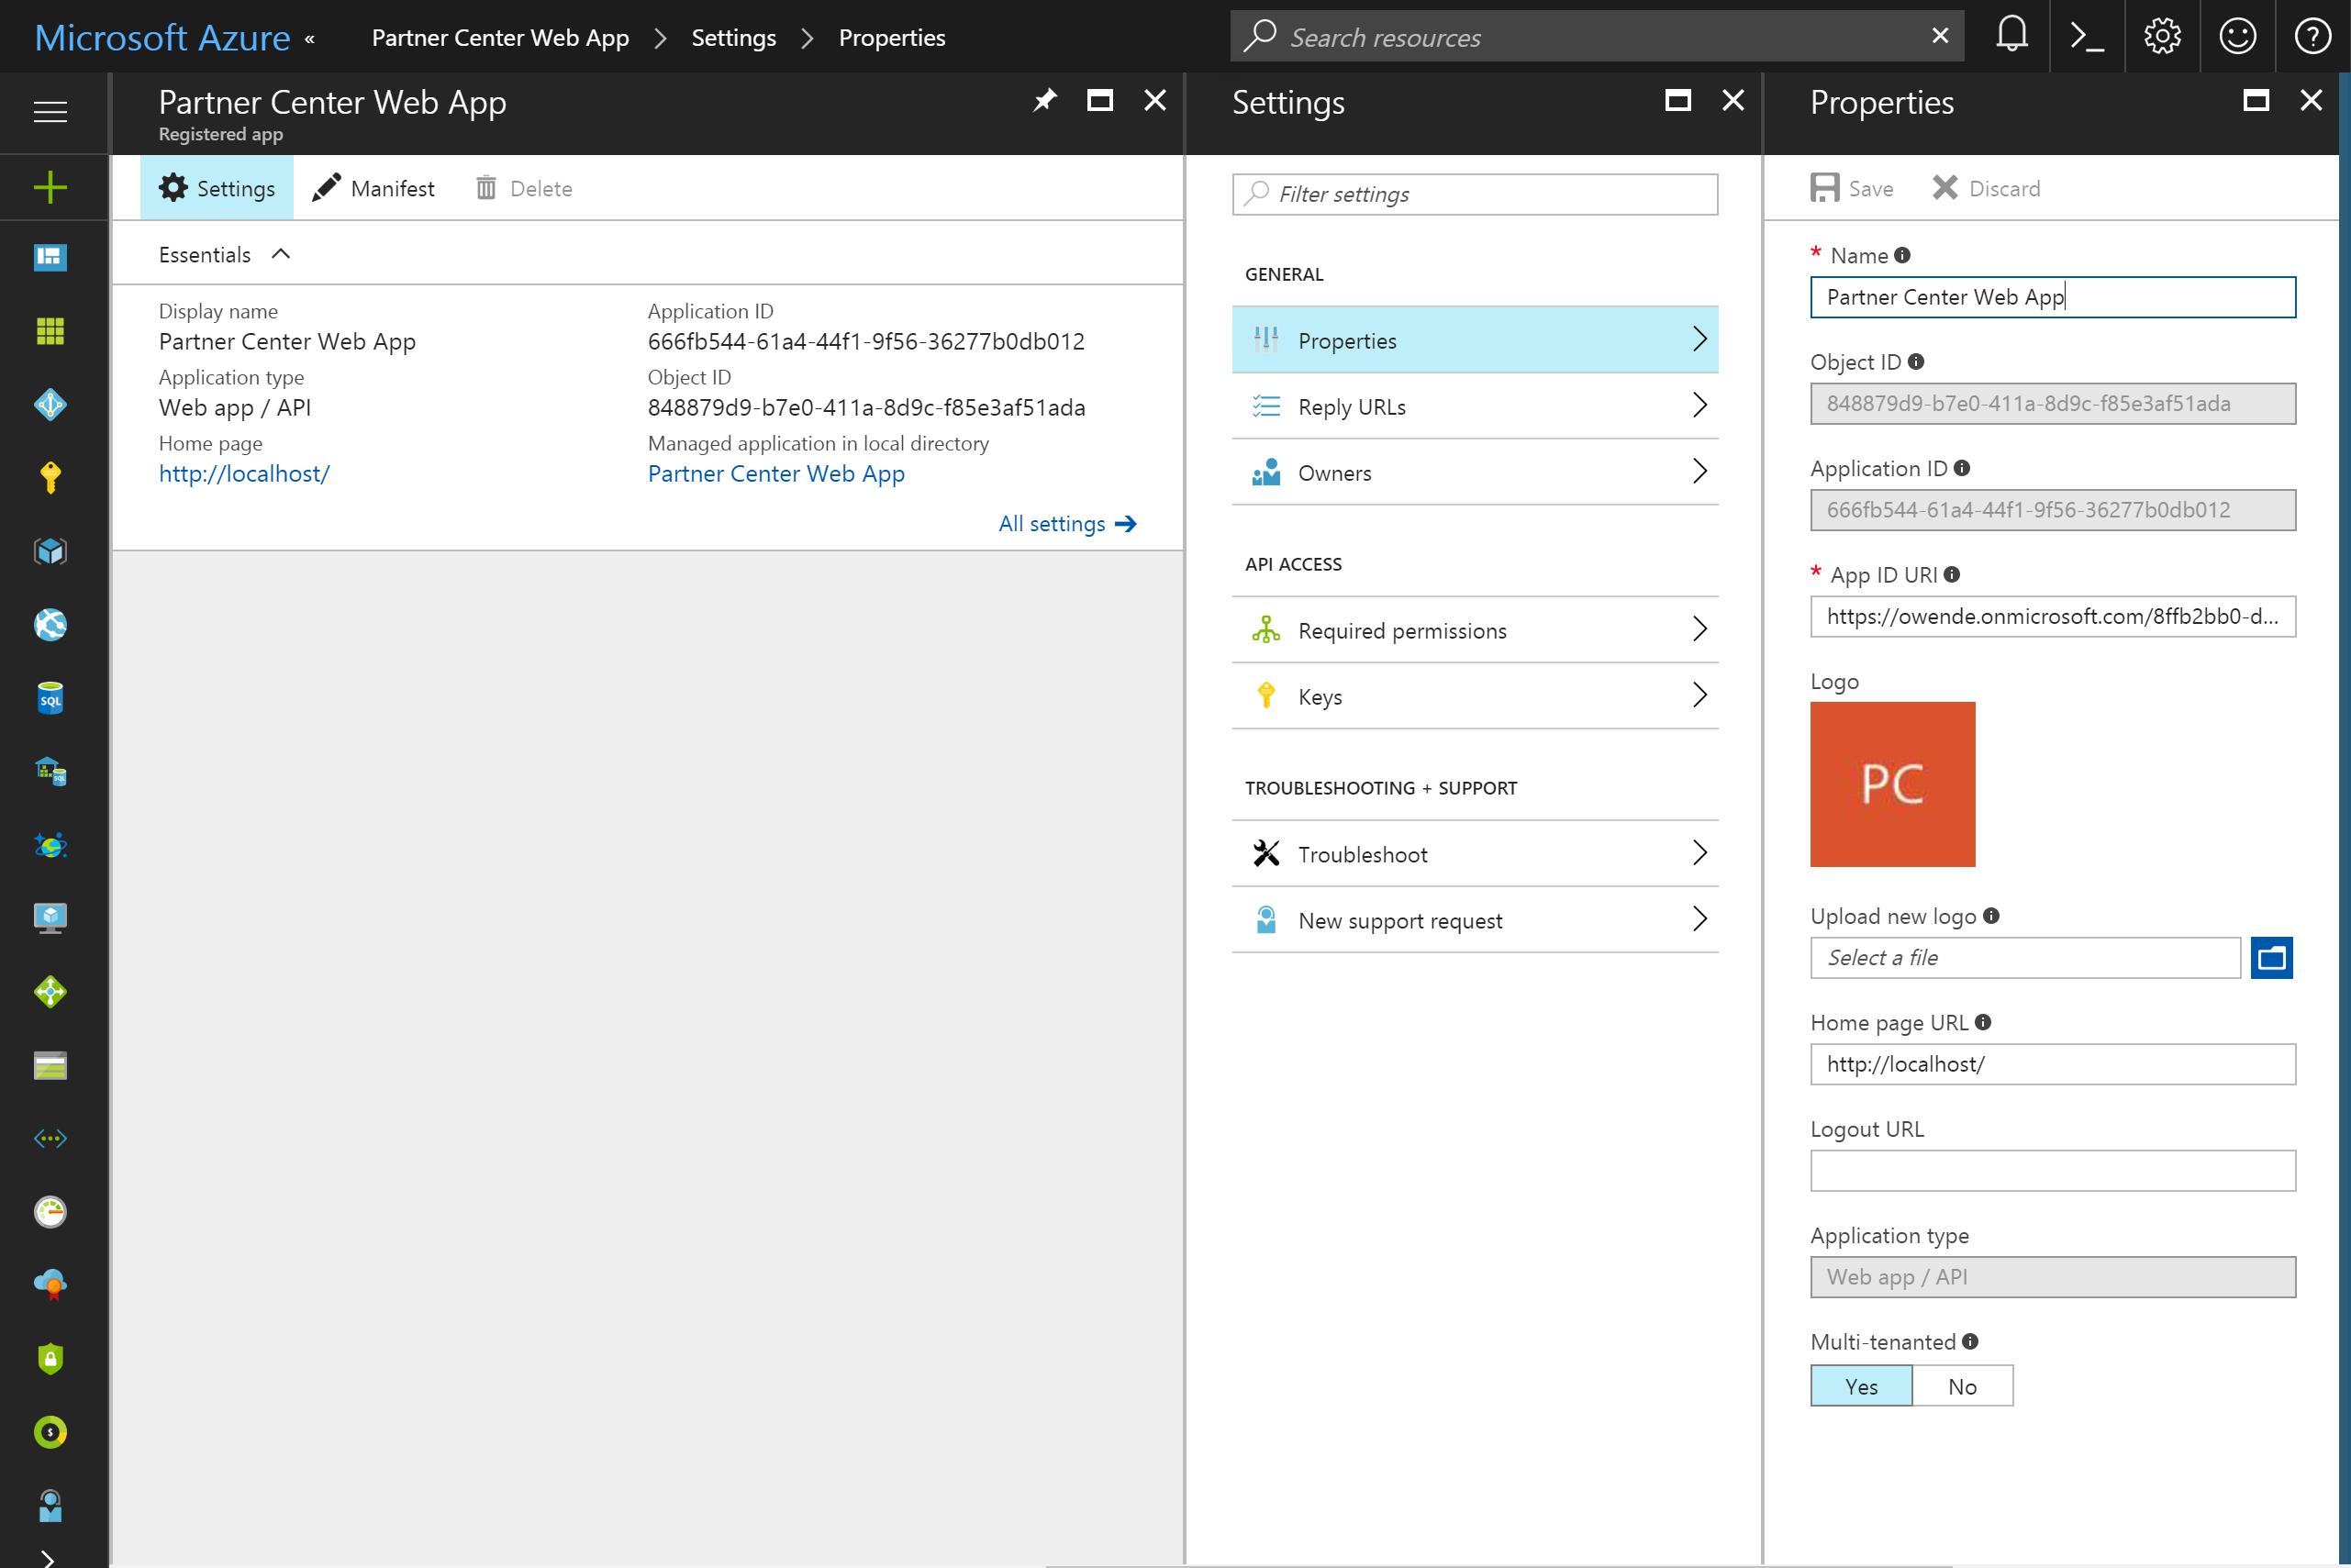 Microsoft Azure «
Partner Center Web App
Settings
Properties
Search resources
Partner Center Web App
Registered app
Settings
Manifest
Delete
Essentials
Display name
Partner Center Web App
Application type
Web app / API
Home page
http://localhost/
Application ID
666fb544-61a4-44f1-9f56-36277b0db012
Object ID
848879d9-b7e0-411a-8d9c-f85e3af51ada
Managed application in local directory
Partner Center Web App
All settings
SQL
Settings
Filter settings
GENERAL
Properties
Reply URLs
Owners
API ACCESS
Required permissions
Keys
TROUBLESHOOTING + SUPPORT
Troubleshoot
New support request
Properties
Save
Discard
* Name
Partner Center Web App
Object ID
848879d9-b7e0-411a-8d9c-f85e3af51ada
Application ID
666fb544-61a4-44f1-9f56-36277b0db012
* App ID URI
https://owende.onmicrosoft.com/8ffb2bb0-d...
Logo
PC
Upload new logo
Select a file
Home page URL
http://localhost/
Logout URL
Application type
Web app / API
Multi-tenanted
Yes
No